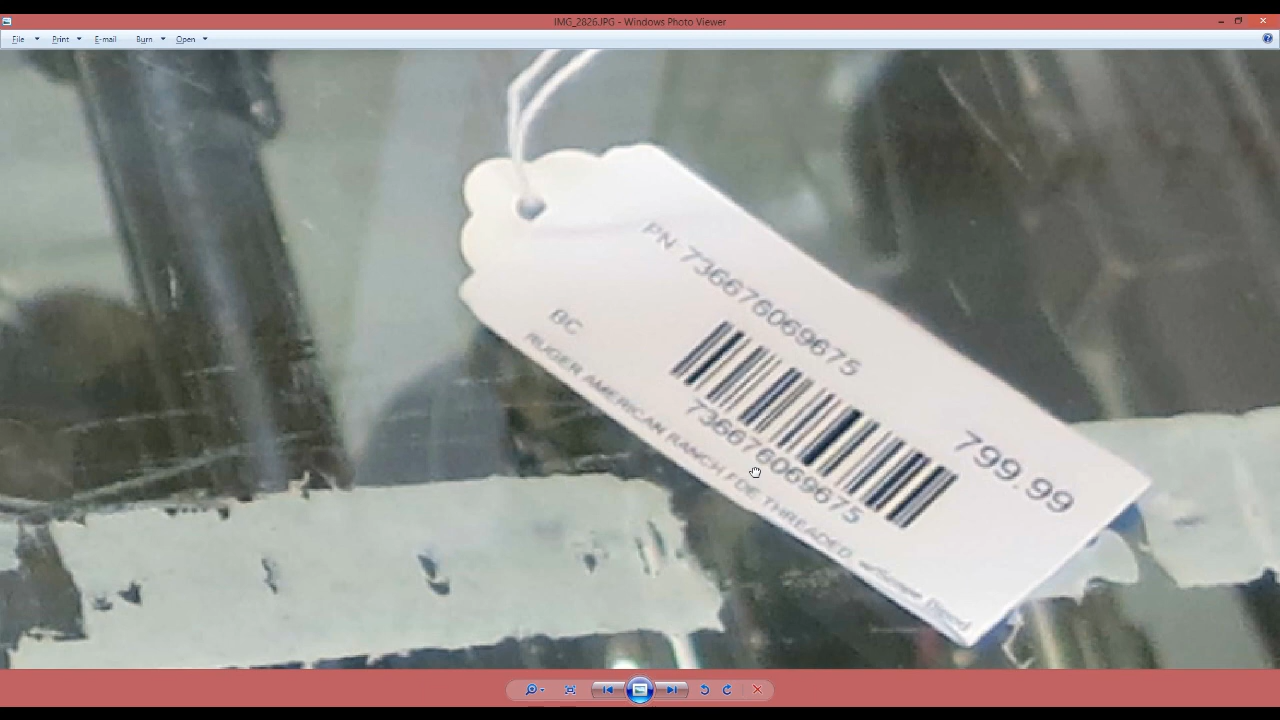 IMG_2826.JPG - Windows Photo Viewer
File Print E-mail Burn Open
PN 736676069675
BC
736676069675
799.99
RUGER AMERICAN RANCH FDE THREADED